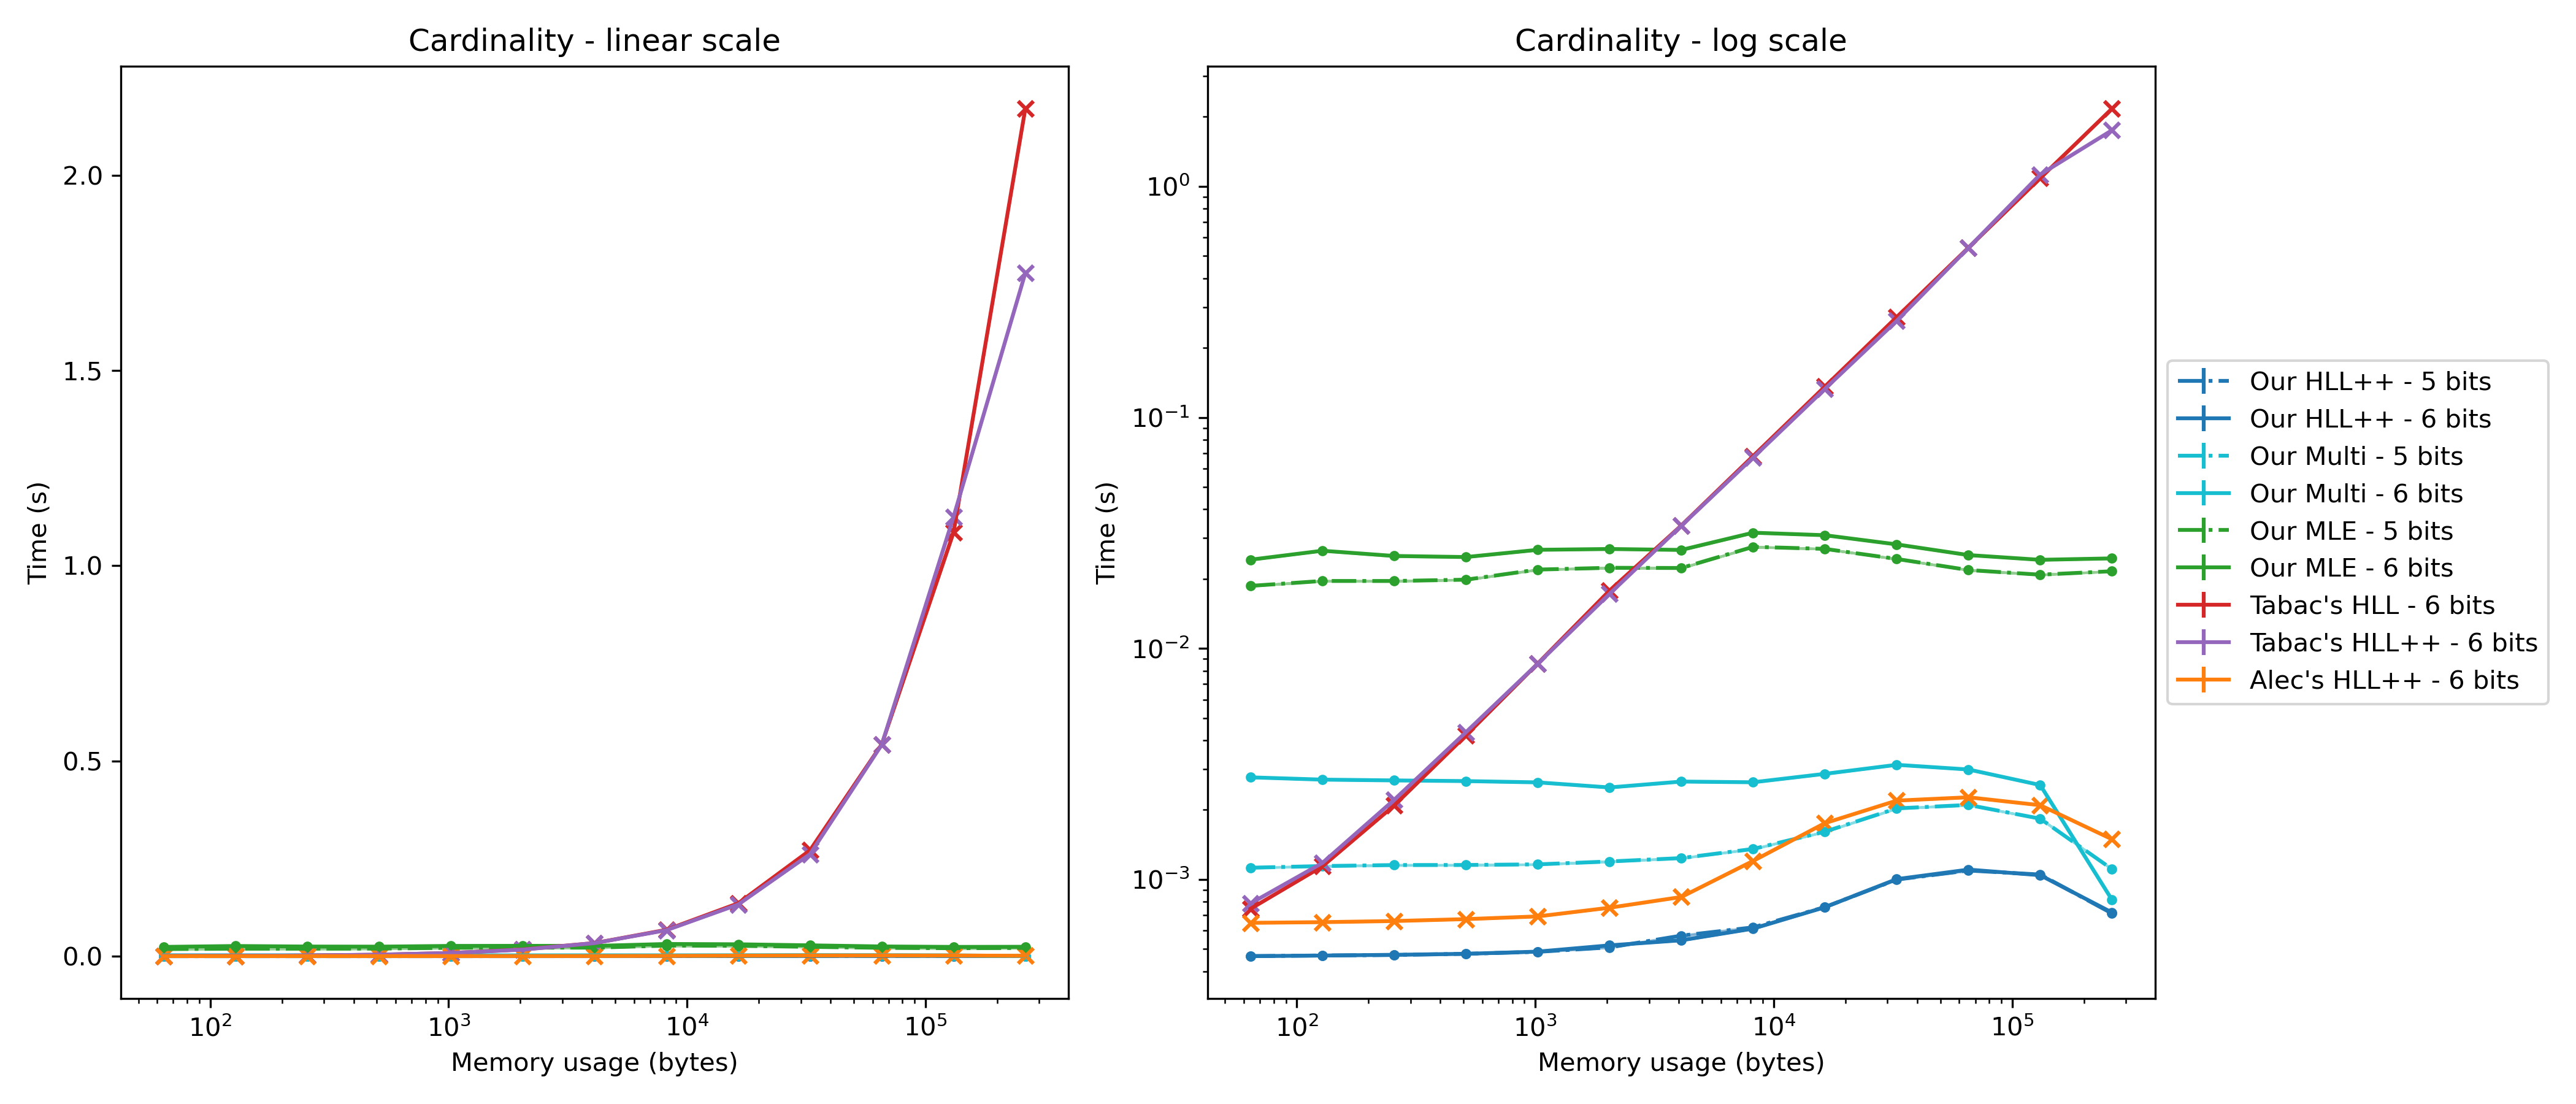 Cardinality - linear scale
Time (s)
2.0
1.5
1.0
0.5
0.0
10²
10³
10⁴
10⁵
Memory usage (bytes)
Cardinality - log scale
Time (s)
10⁰
10⁻¹
10⁻²
10⁻³
10²
10³
10⁴
10⁵
Memory usage (bytes)
Our HLL++ - 5 bits
Our HLL++ - 6 bits
Our Multi - 5 bits
Our Multi - 6 bits
Our MLE - 5 bits
Our MLE - 6 bits
Tabac's HLL - 6 bits
Tabac's HLL++ - 6 bits
Alec's HLL++ - 6 bits